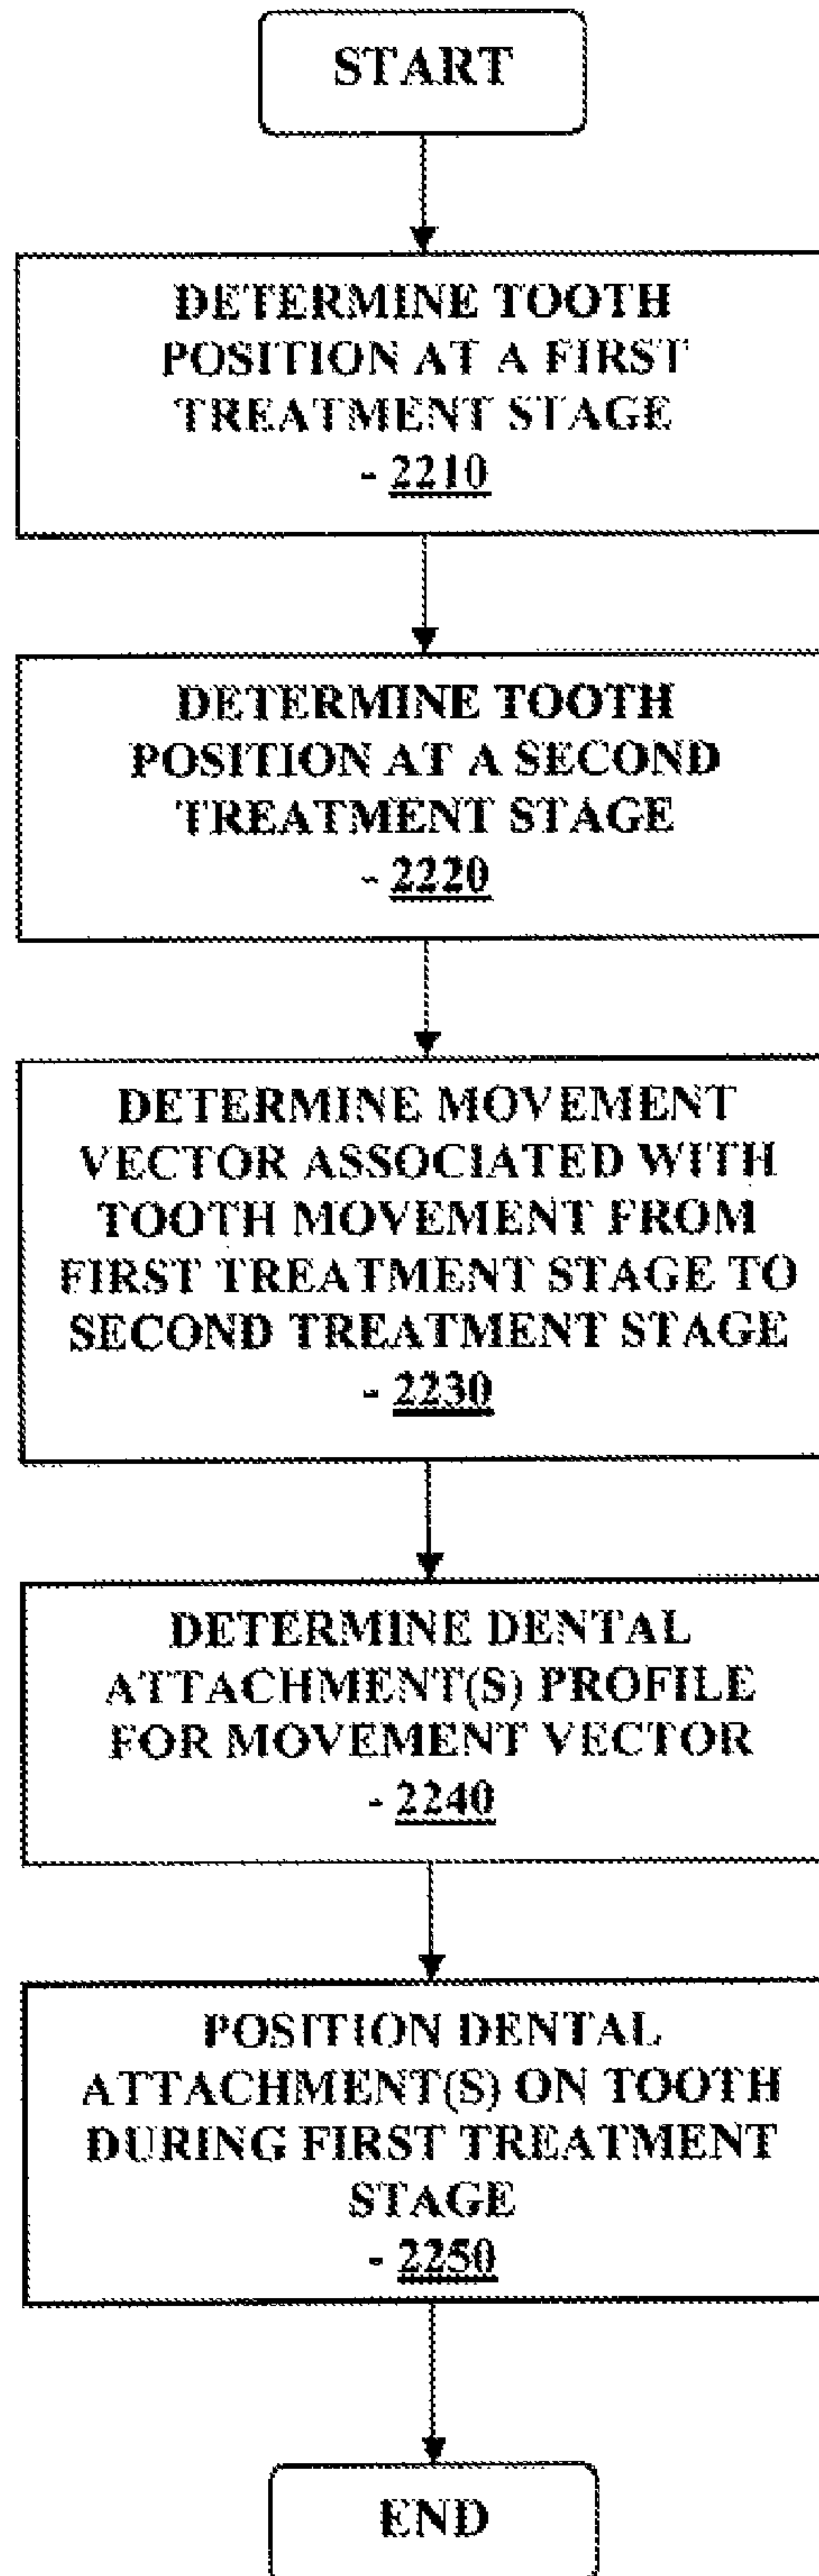 START
DETERMINE TOOTH
POSITION AT A FIRST
TREATMENT STAGE
- 2210
DETERMINE TOOTH
POSITION AT A SECOND
TREATMENT STAGE
- 2220
DETERMINE MOVEMENT
VECTOR ASSOCIATED WITH
TOOTH MOVEMENT FROM
FIRST TREATMENT STAGE TO
SECOND TREATMENT STAGE
- 2230
DETERMINE DENTAL
ATTACHMENT(S) PROFILE
FOR MOVEMENT VECTOR
- 2240
POSITION DENTAL
ATTACHMENT(S) ON TOOTH
DURING FIRST TREATMENT
STAGE
- 2250
END